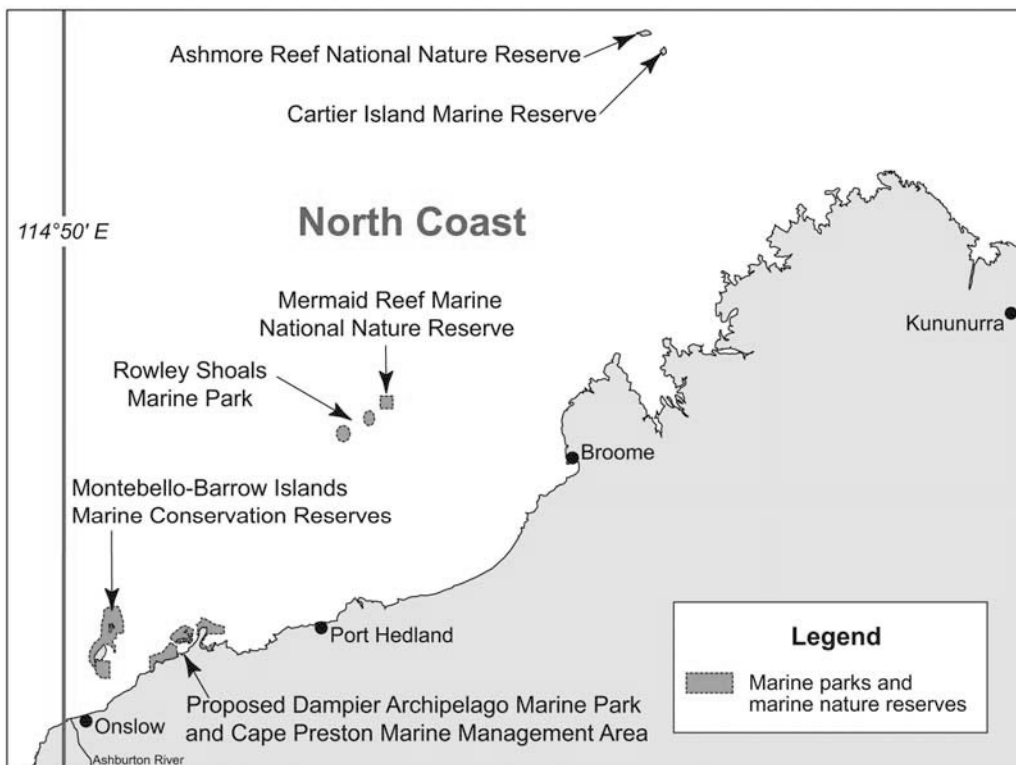 Ashmore Reef National Nature Reserve
Cartier Island Marine Reserve
North Coast
114°50' E
Mermaid Reef Marine
National Nature Reserve
Kununurra
Rowley Shoals
Marine Park
Broome
Montebello-Barrow Islands
Marine Conservation Reserves
Port Hedland
Legend
Marine parks and
marine nature reserves
Proposed Dampier Archipelago Marine Park
and Cape Preston Marine Management Area
Onslow
Ashburton River